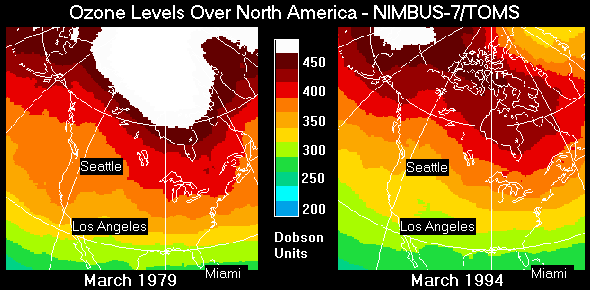 Ozone Levels Over North America - NIMBUS-7/TOMS
450
400
350
300
250
200
Dobson
Units
Seattle
Los Angeles
Miami
March 1979
Seattle
Los Angeles
Miami
March 1994